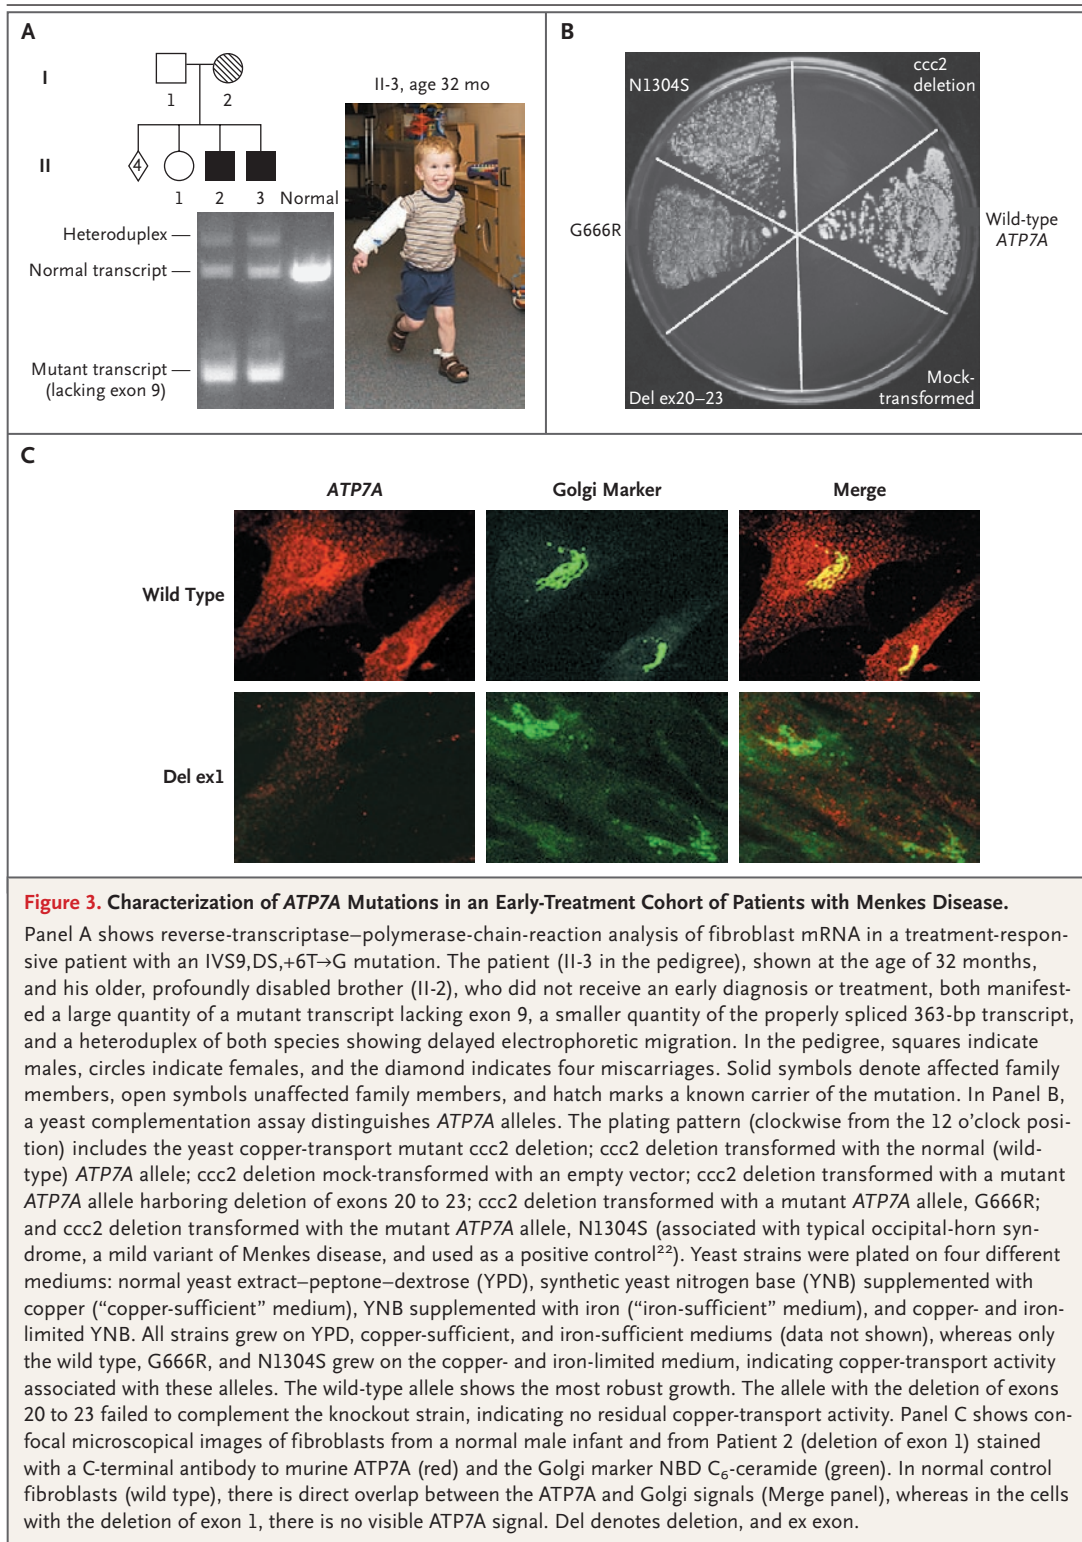 A
I
1
2
II
4
1
2
3
Normal
Heteroduplex
Normal transcript
Mutant transcript
(lacking exon 9)
II-3, age 32 mo
B
N1304S
ccc2
deletion
G666R
Wild-type
ATP7A
Del ex20–23
Mock-
transformed
C
ATP7A
Golgi Marker
Merge
Wild Type
Del ex1
Figure 3. Characterization of ATP7A Mutations in an Early-Treatment Cohort of Patients with Menkes Disease.
Panel A shows reverse-transcriptase–polymerase-chain-reaction analysis of fibroblast mRNA in a treatment-respon-
sive patient with an IVS9,DS,+6T→G mutation. The patient (II-3 in the pedigree), shown at the age of 32 months,
and his older, profoundly disabled brother (II-2), who did not receive an early diagnosis or treatment, both manifest-
ed a large quantity of a mutant transcript lacking exon 9, a smaller quantity of the properly spliced 363-bp transcript,
and a heteroduplex of both species showing delayed electrophoretic migration. In the pedigree, squares indicate
males, circles indicate females, and the diamond indicates four miscarriages. Solid symbols denote affected family
members, open symbols unaffected family members, and hatch marks a known carrier of the mutation. In Panel B,
a yeast complementation assay distinguishes ATP7A alleles. The plating pattern (clockwise from the 12 o'clock posi-
tion) includes the yeast copper-transport mutant ccc2 deletion; ccc2 deletion transformed with the normal (wild-
type) ATP7A allele; ccc2 deletion mock-transformed with an empty vector; ccc2 deletion transformed with a mutant
ATP7A allele harboring deletion of exons 20 to 23; ccc2 deletion transformed with a mutant ATP7A allele, G666R;
and ccc2 deletion transformed with the mutant ATP7A allele, N1304S (associated with typical occipital-horn syn-
drome, a mild variant of Menkes disease, and used as a positive control²²). Yeast strains were plated on four different
mediums: normal yeast extract–peptone–dextrose (YPD), synthetic yeast nitrogen base (YNB) supplemented with
copper (“copper-sufficient” medium), YNB supplemented with iron (“iron-sufficient” medium), and copper- and iron-
limited YNB. All strains grew on YPD, copper-sufficient, and iron-sufficient mediums (data not shown), whereas only
the wild type, G666R, and N1304S grew on the copper- and iron-limited medium, indicating copper-transport activity
associated with these alleles. The wild-type allele shows the most robust growth. The allele with the deletion of exons
20 to 23 failed to complement the knockout strain, indicating no residual copper-transport activity. Panel C shows con-
focal microscopical images of fibroblasts from a normal male infant and from Patient 2 (deletion of exon 1) stained
with a C-terminal antibody to murine ATP7A (red) and the Golgi marker NBD C₆-ceramide (green). In normal control
fibroblasts (wild type), there is direct overlap between the ATP7A and Golgi signals (Merge panel), whereas in the cells
with the deletion of exon 1, there is no visible ATP7A signal. Del denotes deletion, and ex exon.